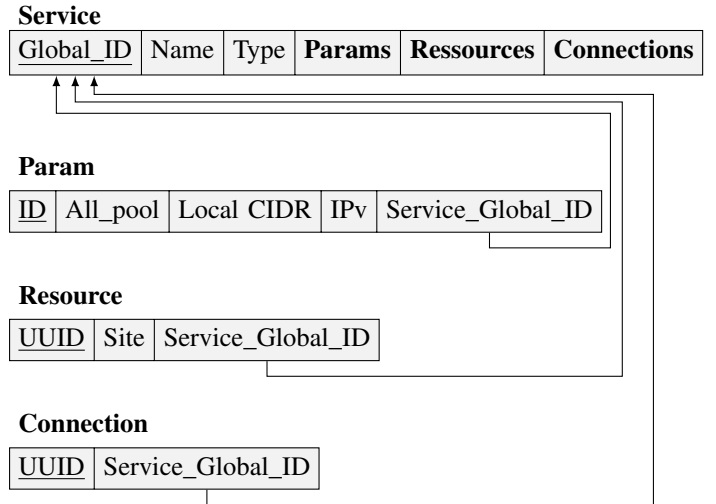 Service
Global_ID Name Type Params Ressources Connections
Param
ID All_pool Local CIDR IPv Service_Global_ID
Resource
UUID Site Service_Global_ID
Connection
UUID Service_Global_ID